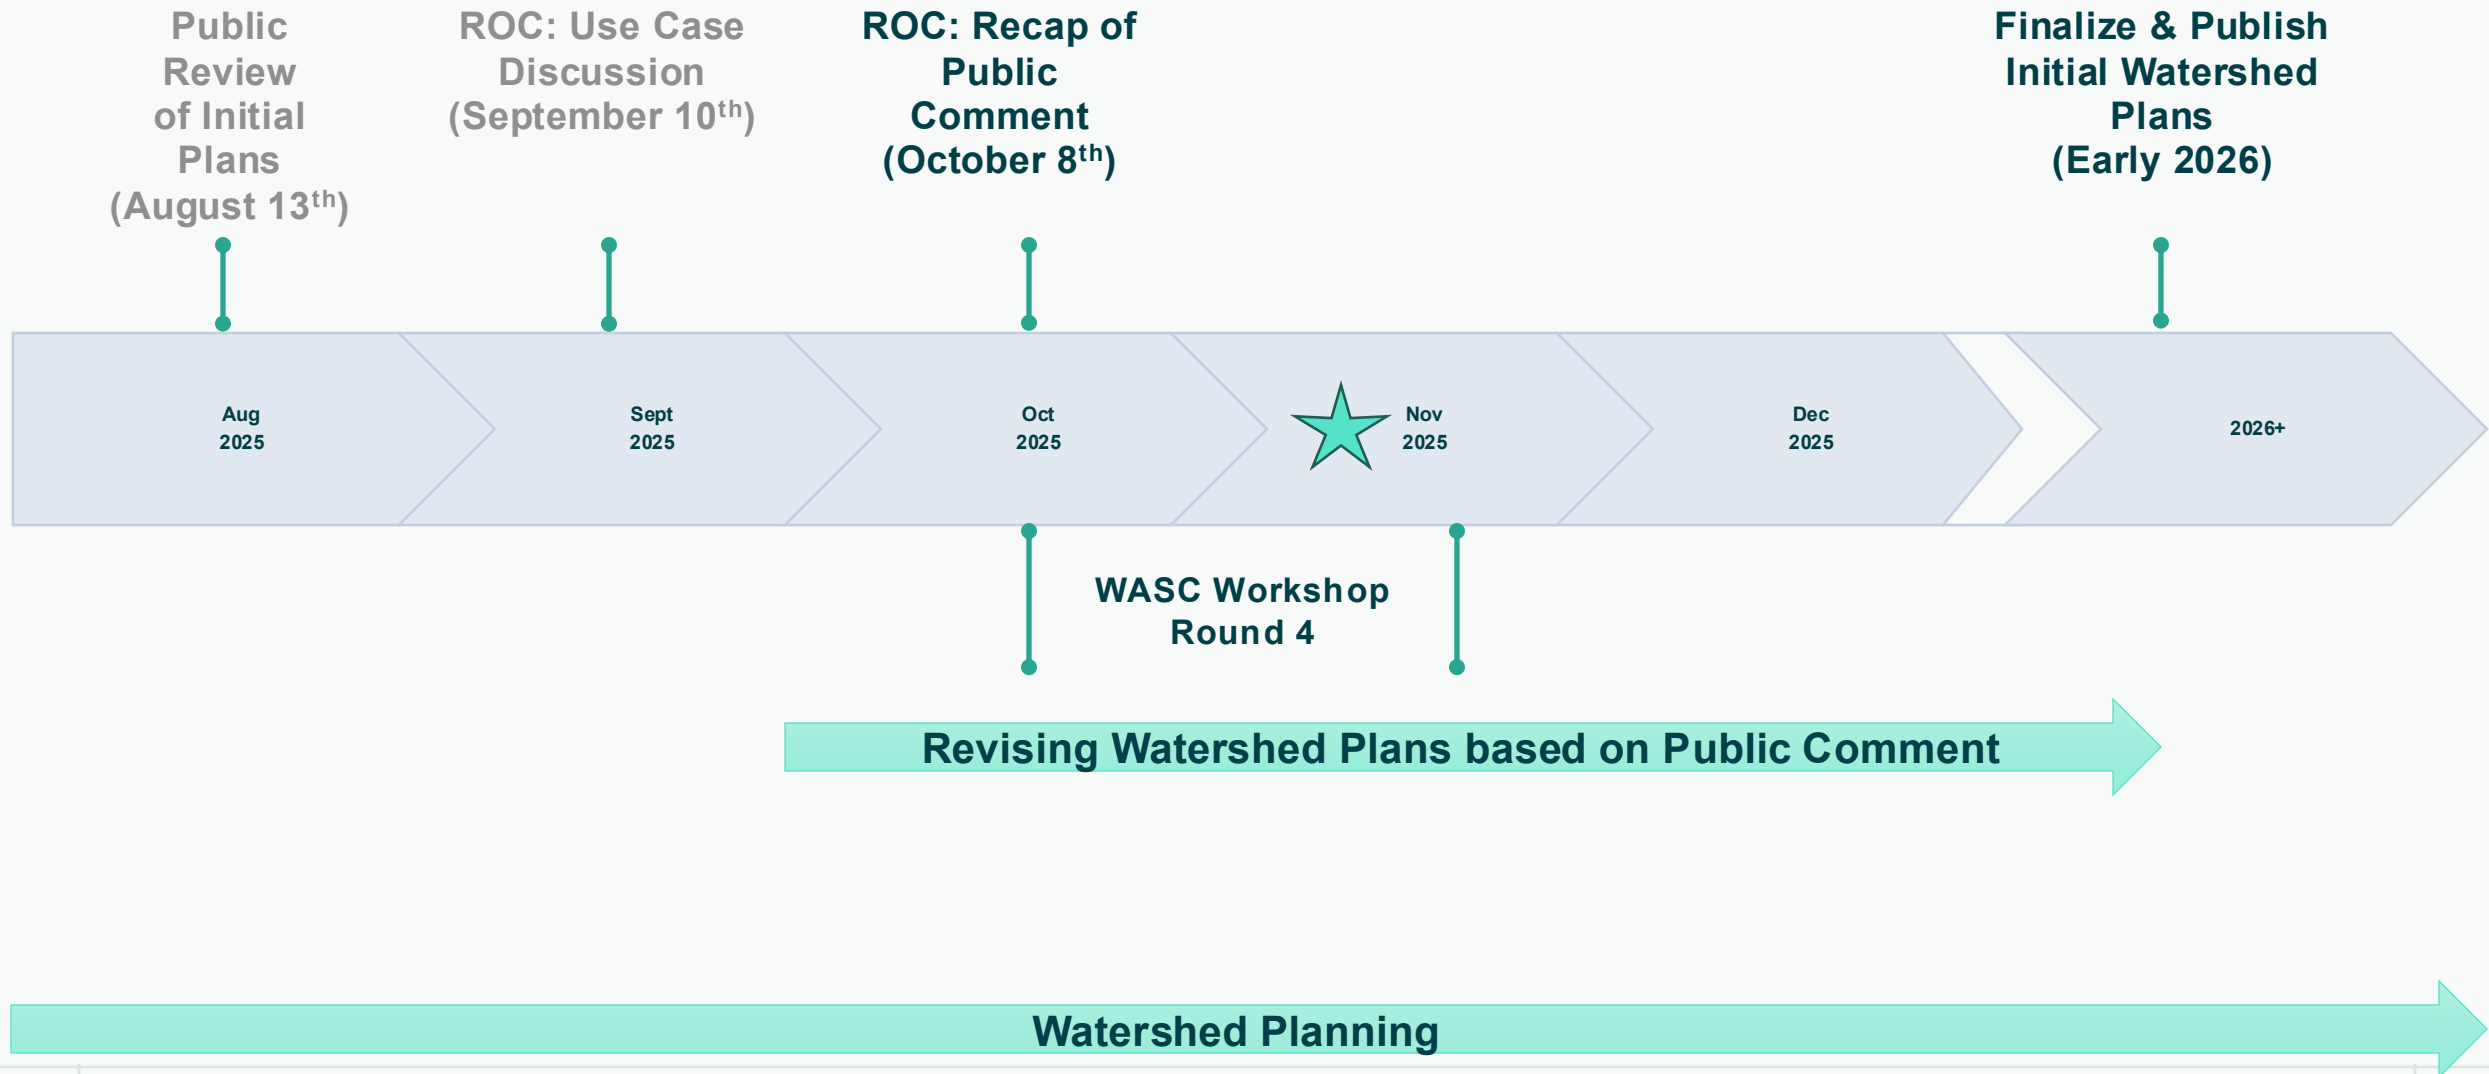 Public
Review
of Initial
Plans
(August 13th)
ROC: Use Case
Discussion
(September 10th)
ROC: Recap of
Public
Comment
(October 8th)
Finalize & Publish
Initial Watershed
Plans
(Early 2026)
Aug
2025
Sept
2025
Oct
2025
Nov
2025
Dec
2025
2026+
WASC Workshop
Round 4
Revising Watershed Plans based on Public Comment
Watershed Planning